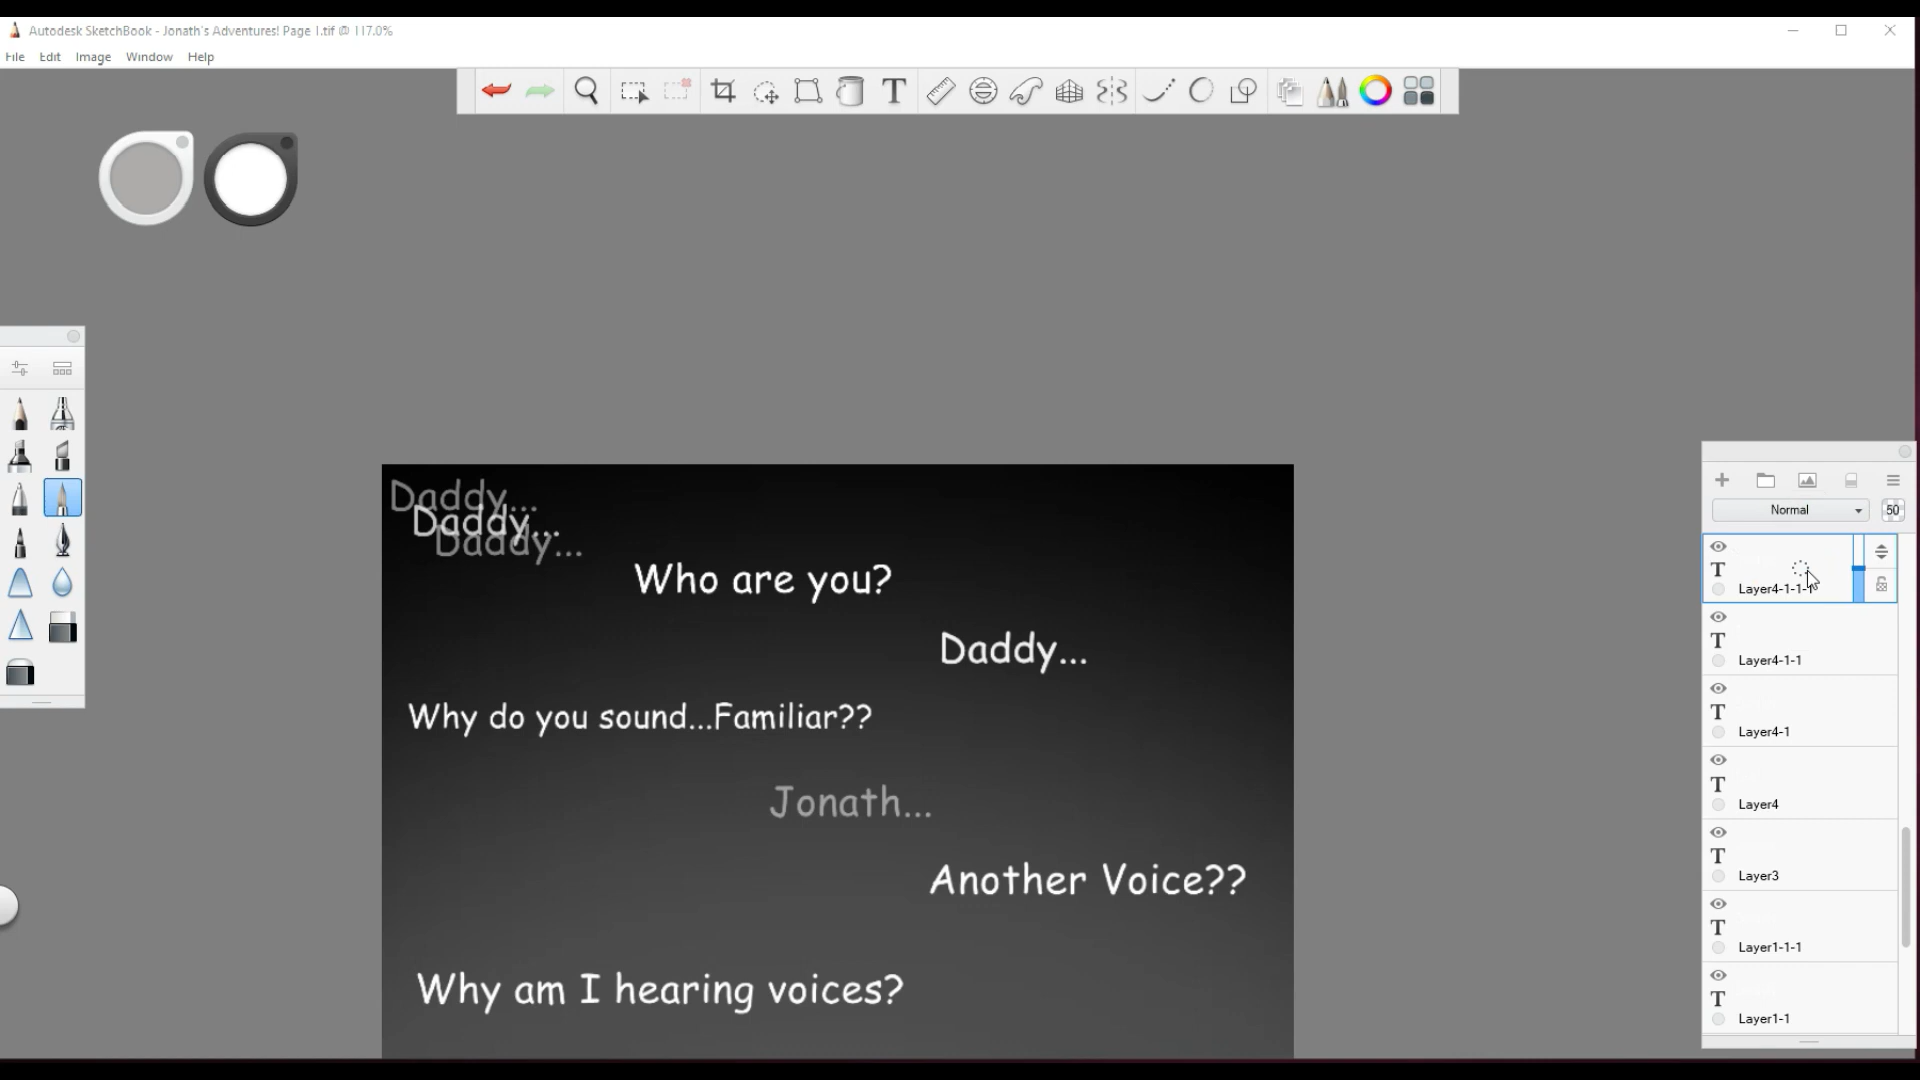 Autodesk SketchBook - Jonath's Adventures! Page 1.tif @ 117.0%
File Edit Image Window Help
T
Normal 50
T
Layer4-1-1-1
T
Layer4-1-1
T
Layer4-1
T
Layer4
T
Layer3
T
Layer1-1-1
T
Layer1-1
Daddy...
Daddy...
Daddy...
Who are you?
Daddy...
Why do you sound...Familiar??
Jonath...
Another Voice??
Why am I hearing voices?